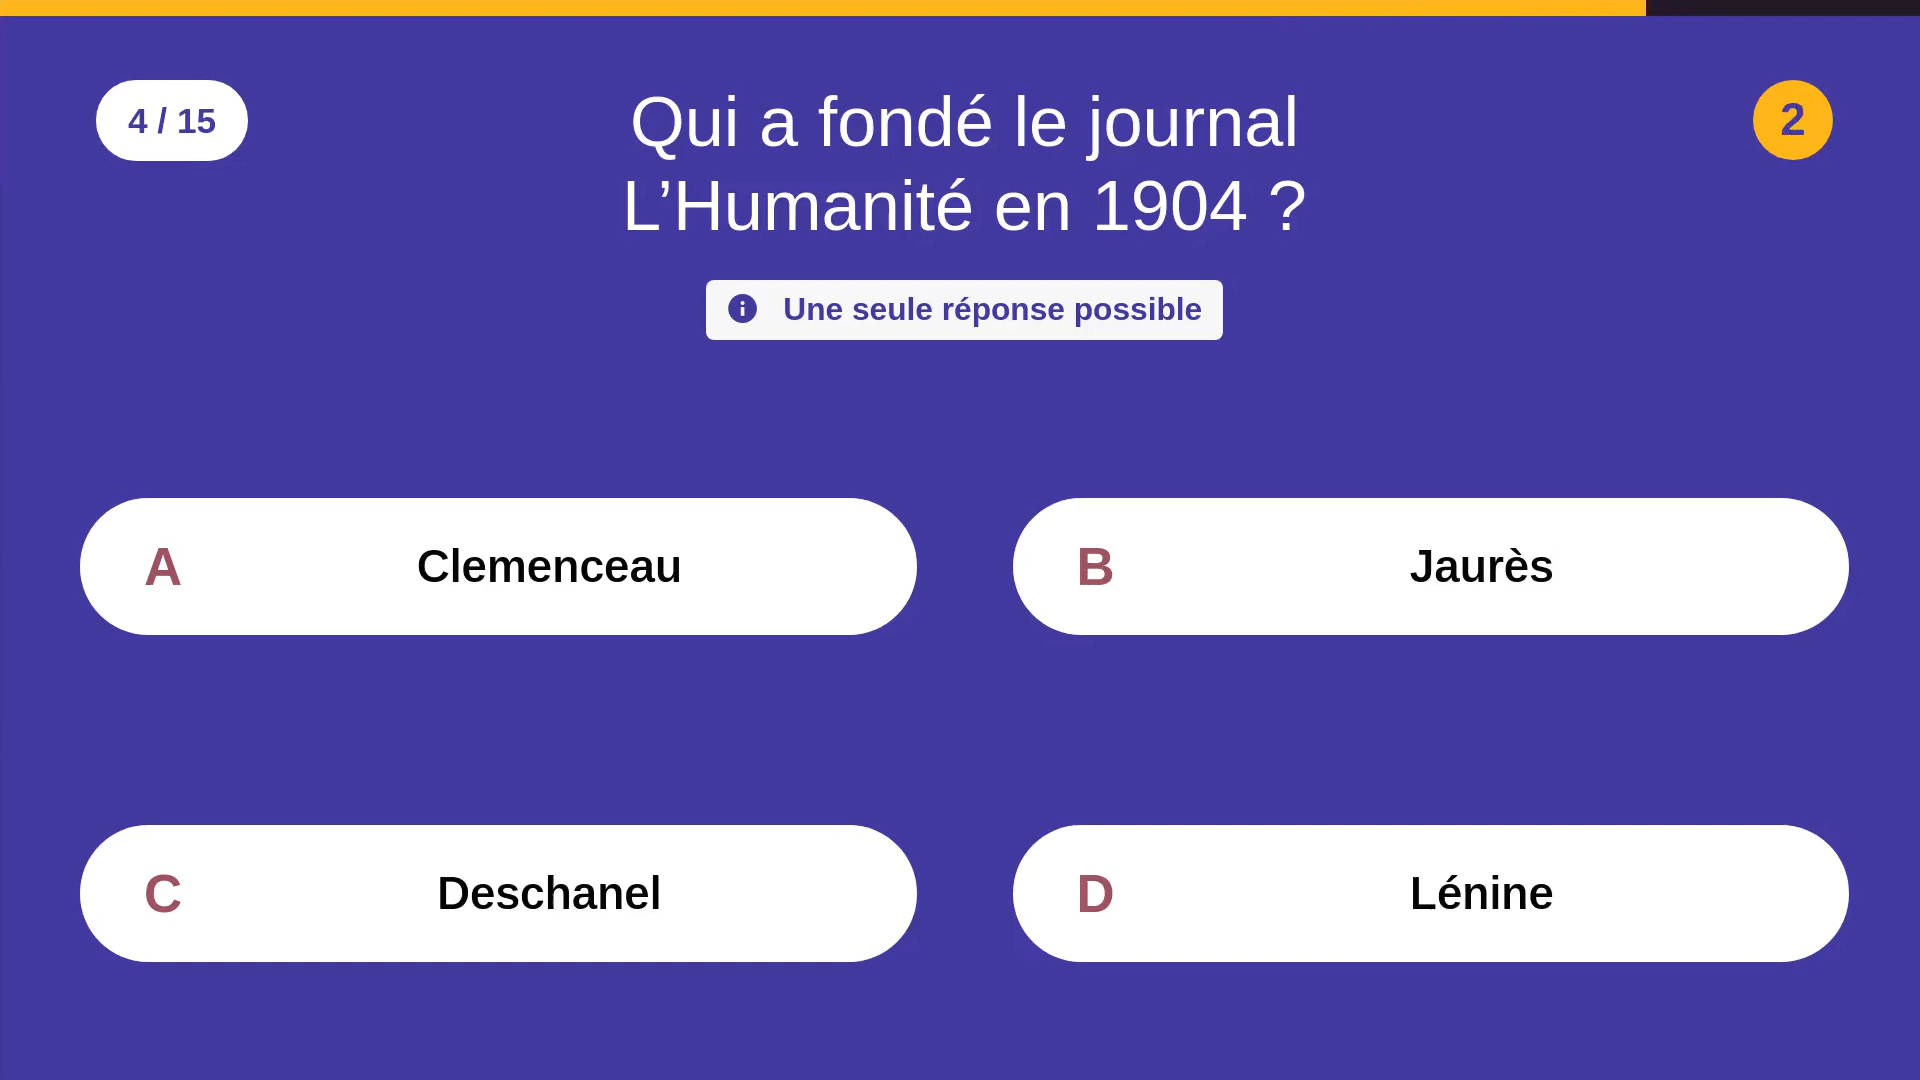 4 / 15
Qui a fondé le journal
L’Humanité en 1904 ?
2
Une seule réponse possible
A Clemenceau
B Jaurès
C Deschanel
D Lénine